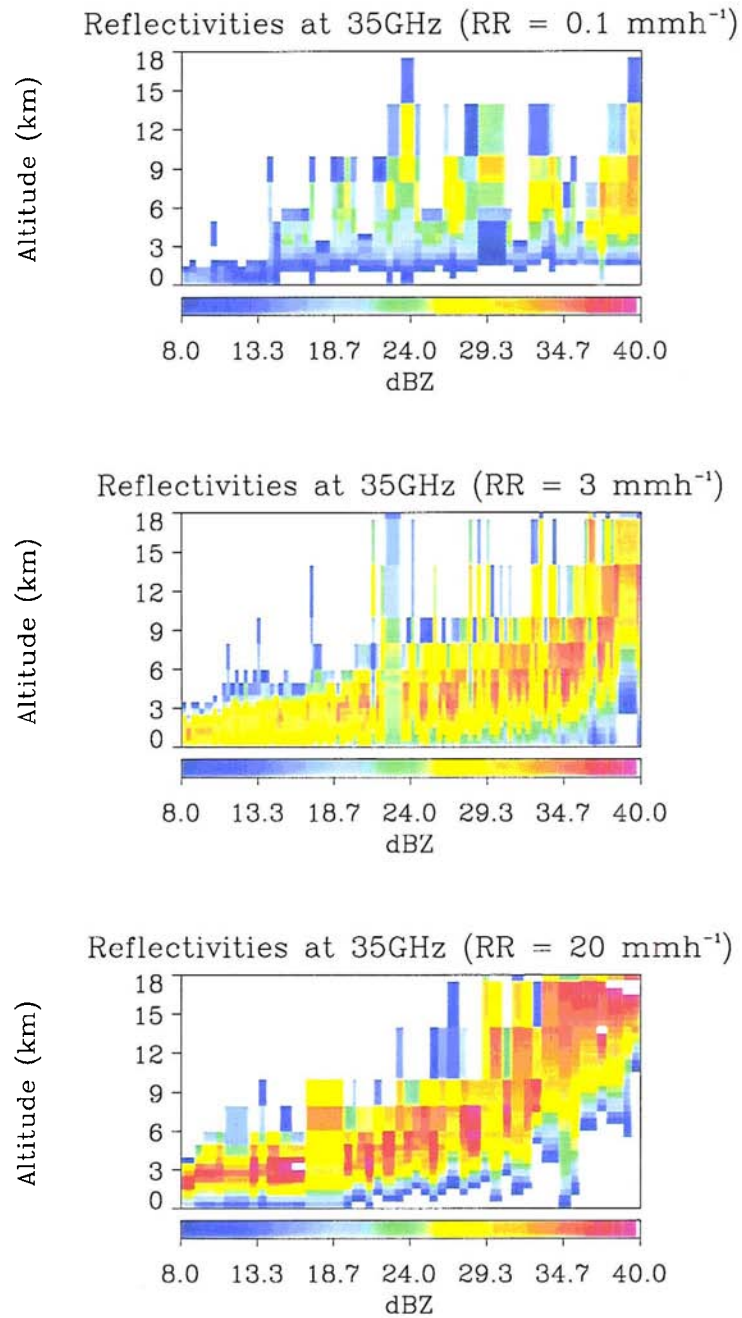 Reflectivities at 35GHz (RR = 0.1 mmh⁻¹)
Altitude (km)
18
15
12
9
6
3
0
8.0 13.3 18.7 24.0 29.3 34.7 40.0
dBZ
Reflectivities at 35GHz (RR = 3 mmh⁻¹)
Altitude (km)
18
15
12
9
6
3
0
8.0 13.3 18.7 24.0 29.3 34.7 40.0
dBZ
Reflectivities at 35GHz (RR = 20 mmh⁻¹)
Altitude (km)
18
15
12
9
6
3
0
8.0 13.3 18.7 24.0 29.3 34.7 40.0
dBZ